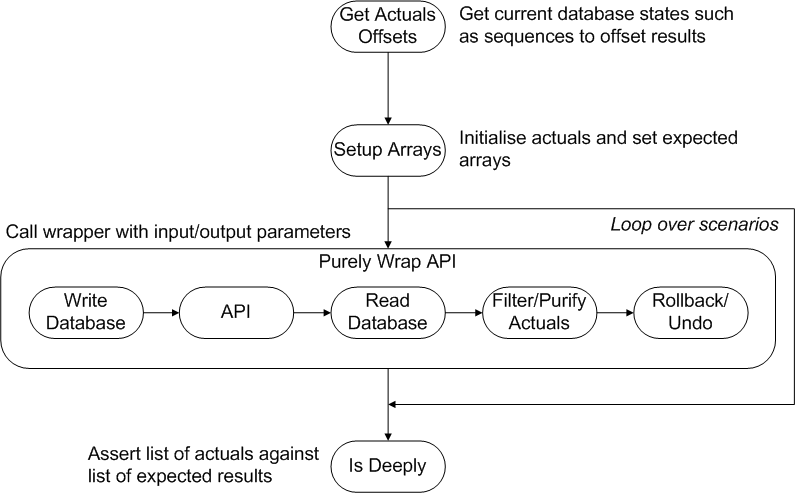 Get Actuals
Offsets
Get current database states such
as sequences to offset results
Setup Arrays
Initialise actuals and set expected
arrays
Loop over scenarios
Call wrapper with input/output parameters
Purely Wrap API
Write
Database
API
Read
Database
Filter/Purify
Actuals
Rollback/
Undo
Assert list of actuals against
list of expected results
Is Deeply